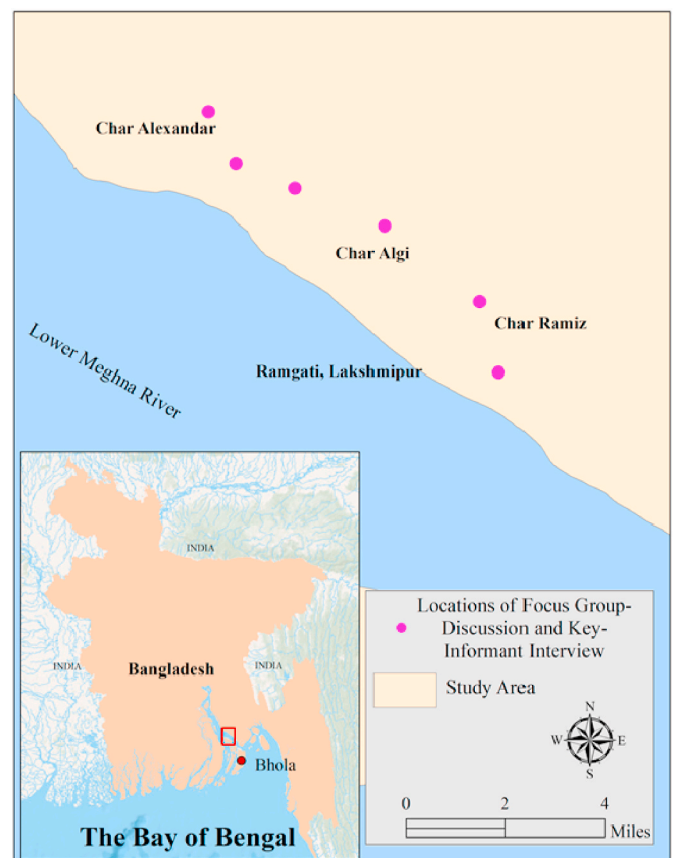 Char Alexandar
Char Algi
Char Ramiz
Ramgati, Lakshmipur
Lower Meghna River
INDIA
INDIA
INDIA
Bangladesh
Bhola
The Bay of Bengal
Locations of Focus Group-
Discussion and Key-
Informant Interview
Study Area
N
W
E
S
0
2
4
Miles